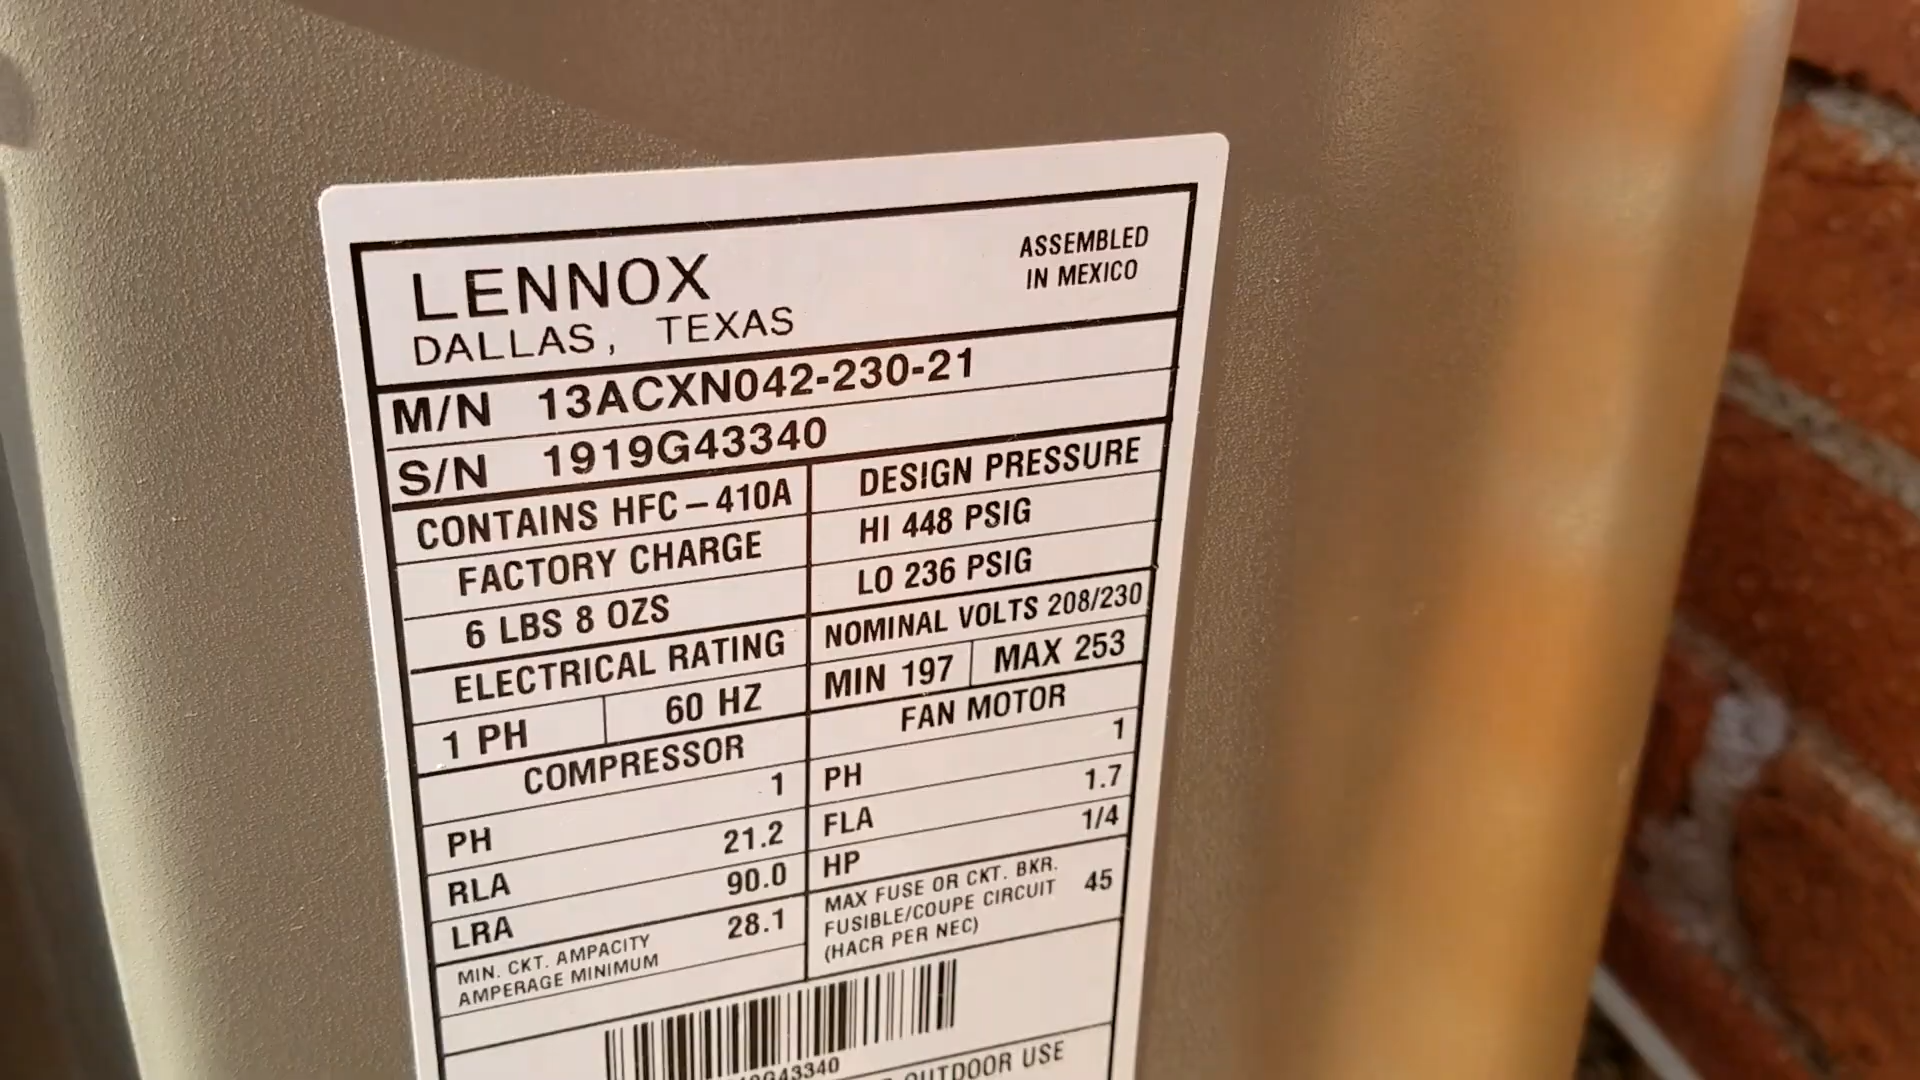 LENNOX
DALLAS, TEXAS
ASSEMBLED
IN MEXICO
M/N 13ACXN042-230-21
S/N 1919G43340
CONTAINS HFC-410A
FACTORY CHARGE
6 LBS 8 OZS
DESIGN PRESSURE
HI 448 PSIG
LO 236 PSIG
ELECTRICAL RATING
1 PH 60 HZ
NOMINAL VOLTS 208/230
MIN 197 MAX 253
COMPRESSOR
PH 1
RLA 21.2
LRA 90.0
MIN. CKT. AMPACITY 28.1
AMPERAGE MINIMUM
FAN MOTOR
PH 1
FLA 1.7
HP 1/4
MAX FUSE OR CKT. BKR. 45
FUSIBLE/COUPE CIRCUIT
(HACR PER NEC)
OUTDOOR USE